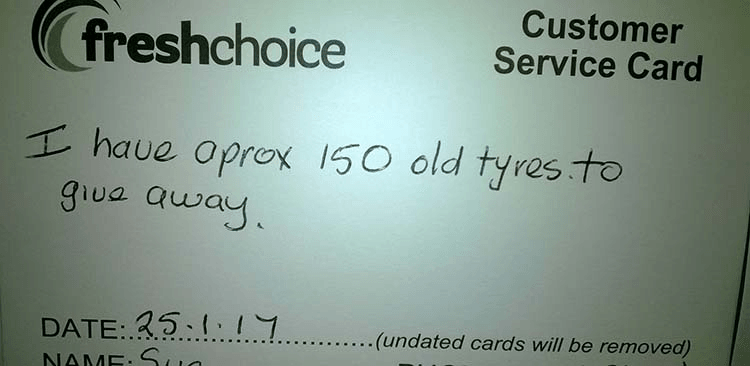 freshchoice
Customer
Service Card
I have aprox 150 old tyres. to
give away.
DATE: 25.1.17 (undated cards will be removed)
NAME: Sue